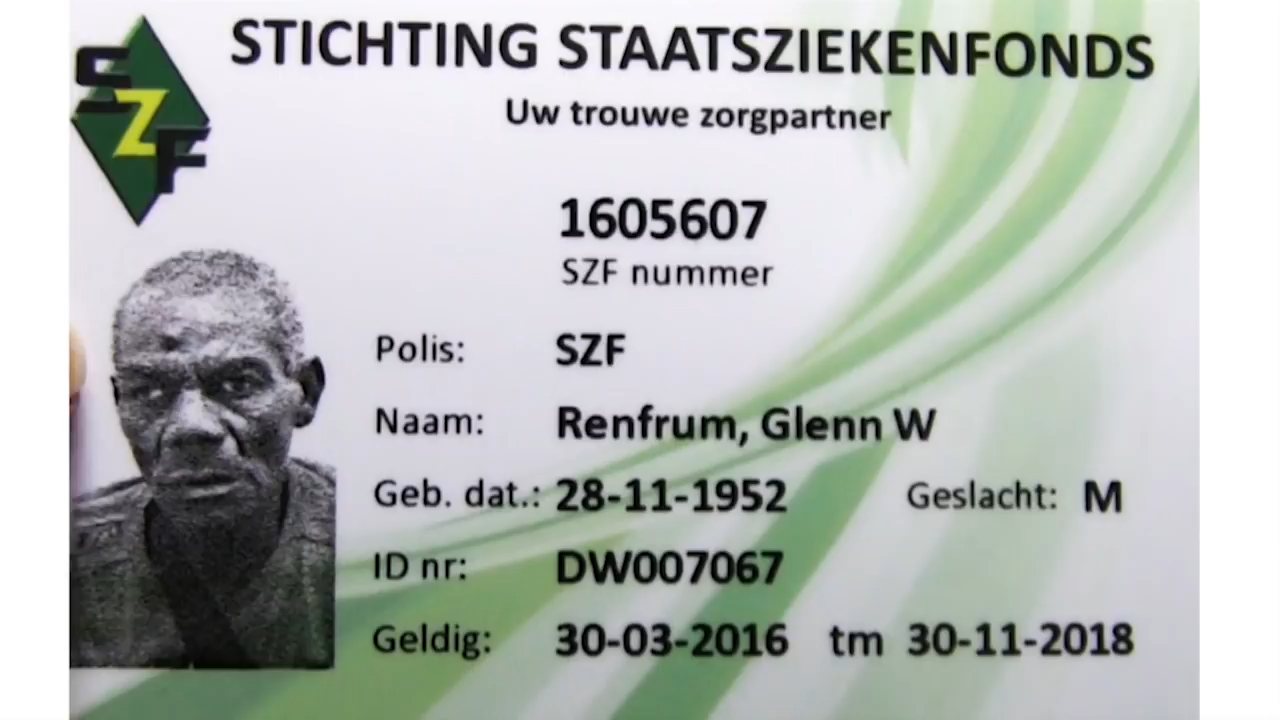 SZF
STICHTING STAATSZIEKENFONDS
Uw trouwe zorgpartner
1605607
SZF nummer
Polis: SZF
Naam: Renfrum, Glenn W
Geb. dat.: 28-11-1952 Geslacht: M
ID nr: DW007067
Geldig: 30-03-2016 tm 30-11-2018